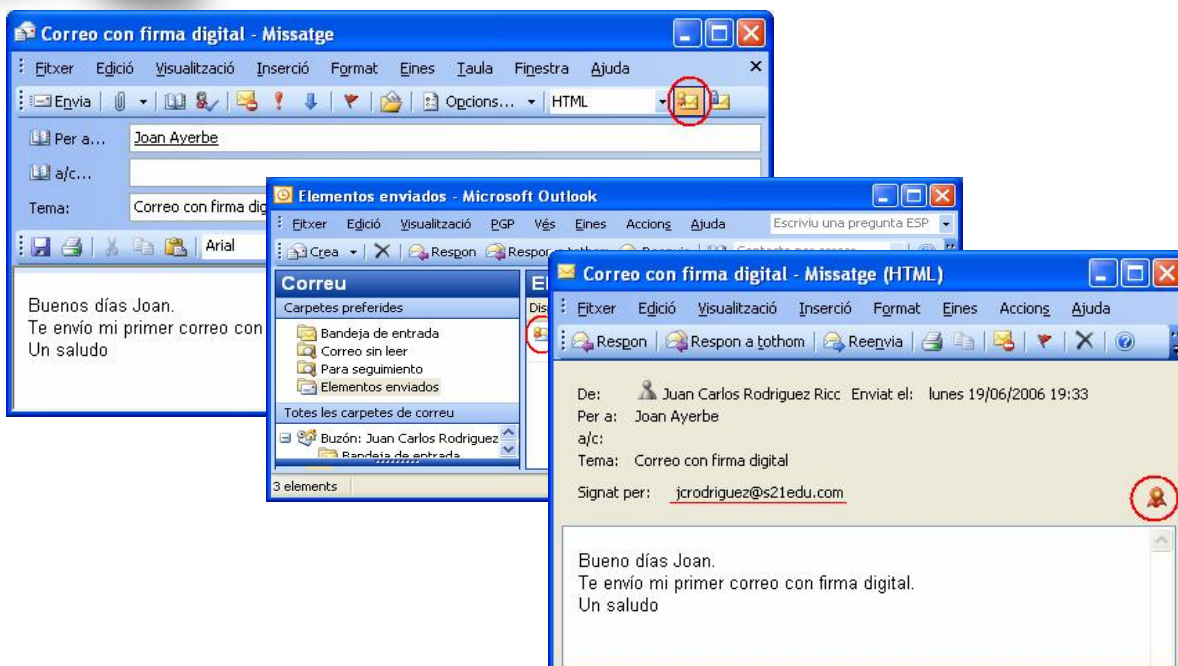 Correo con firma digital - Missatge
Fitxer Edició Visualització Inserció Format Eines Taula Finestra Ajuda
Envia Opcions... HTML
Per a... Joan Ayerbe
a/c...
Tema: Correo con firma dig
Arial
Buenos días Joan.
Te envío mi primer correo con
Un saludo
Elementos enviados - Microsoft Outlook
Fitxer Edició Visualització PGP Vés Eines Accions Ajuda Escriviu una pregunta ESP
Crea Respon
Correu
Carpetes preferides
Bandeja de entrada
Correo sin leer
Para seguimiento
Elementos enviados
Totes les carpetes de correu
Buzón: Juan Carlos Rodriguez
Bandeja de entrada
3 elements
Correo con firma digital - Missatge (HTML)
Fitxer Edició Visualització Inserció Format Eines Accions Ajuda
Respon Respon a tothom Reenvia
De: Juan Carlos Rodriguez Ricc Enviat el: lunes 19/06/2006 19:33
Per a: Joan Ayerbe
a/c:
Tema: Correo con firma digital
Signat per: jcrodriguez@s21edu.com
Bueno días Joan.
Te envío mi primer correo con firma digital.
Un saludo